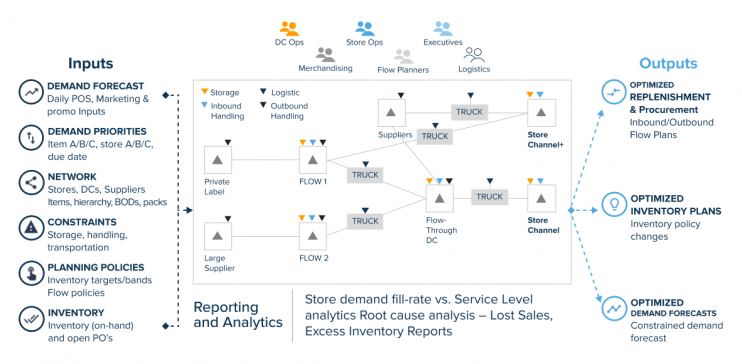 DC Ops
Store Ops
Executives
Merchandising
Flow Planners
Logistics
Inputs
DEMAND FORECAST
Daily POS, Marketing &
promo Inputs
DEMAND PRIORITIES
Item A/B/C, store A/B/C,
due date
NETWORK
Stores, DCs, Suppliers
Items, hierarchy, BODs, packs
CONSTRAINTS
Storage, handling,
transportation
PLANNING POLICIES
Inventory targets/bands
Flow policies
INVENTORY
Inventory (on-hand)
and open PO's
Storage
Logistic
Inbound
Handling
Outbound
Handling
Suppliers
TRUCK
Store
Channel+
TRUCK
Private
Label
FLOW 1
TRUCK
Flow-
Through
DC
TRUCK
Store
Channel
Large
Supplier
FLOW 2
TRUCK
Reporting
and Analytics
Store demand fill-rate vs. Service Level
analytics Root cause analysis – Lost Sales,
Excess Inventory Reports
Outputs
OPTIMIZED
REPLENISHMENT
& Procurement
Inbound/Outbound
Flow Plans
OPTIMIZED
INVENTORY PLANS
Inventory policy
changes
OPTIMIZED
DEMAND FORECASTS
Constrained demand
forecast